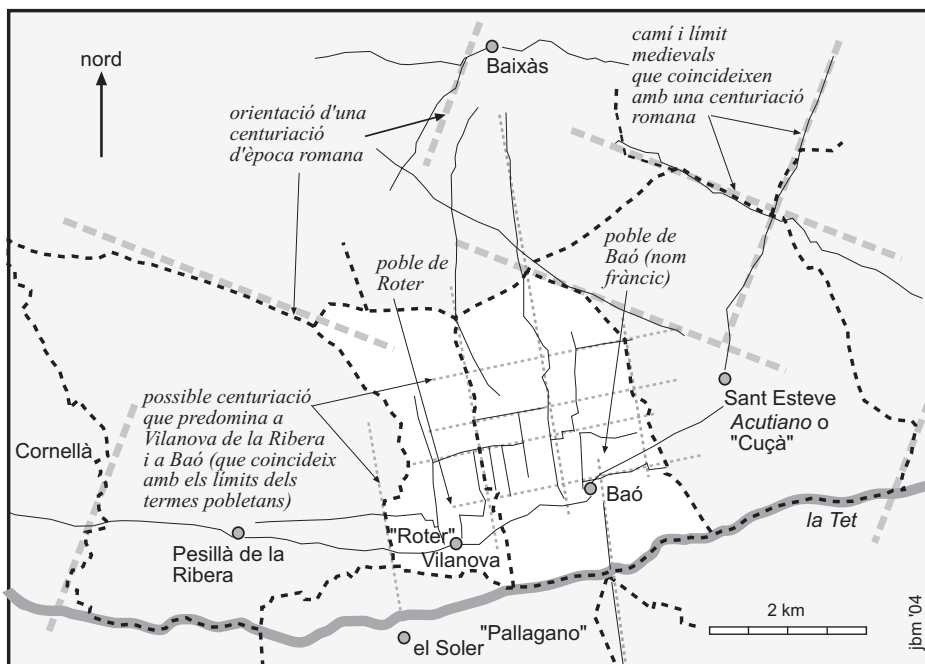 nord
Baixàs
camí i límit
medievals
que coincideixen
amb una centuriació
romana
orientació d'una
centuriació
d'època romana
poble de
Roter
poble de
Baó (nom
fràncic)
possible centuriació
que predomina a
Vilanova de la Ribera
i a Baó (que coincideix
amb els límits dels
termes pobletans)
Cornellà
Sant Esteve
Acutiano o
"Cuçà"
Baó
la Tet
"Roter"
Vilanova
Pesillà de la
Ribera
el Soler
"Pallagano"
2 km
jbm '04